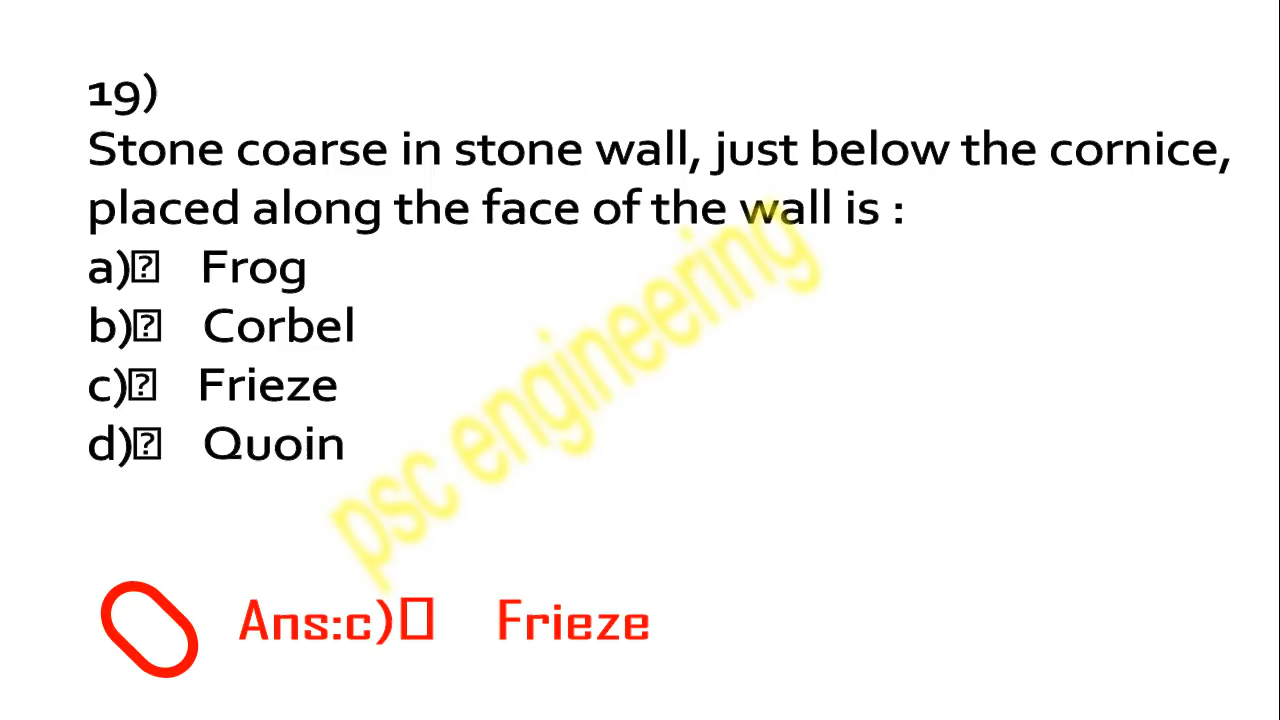 19)
Stone coarse in stone wall, just below the cornice,
placed along the face of the wall is :
a)⍰ Frog
b)⍰ Corbel
c)⍰ Frieze
d)⍰ Quoin
psc engineering
Ans:c)▯ Frieze